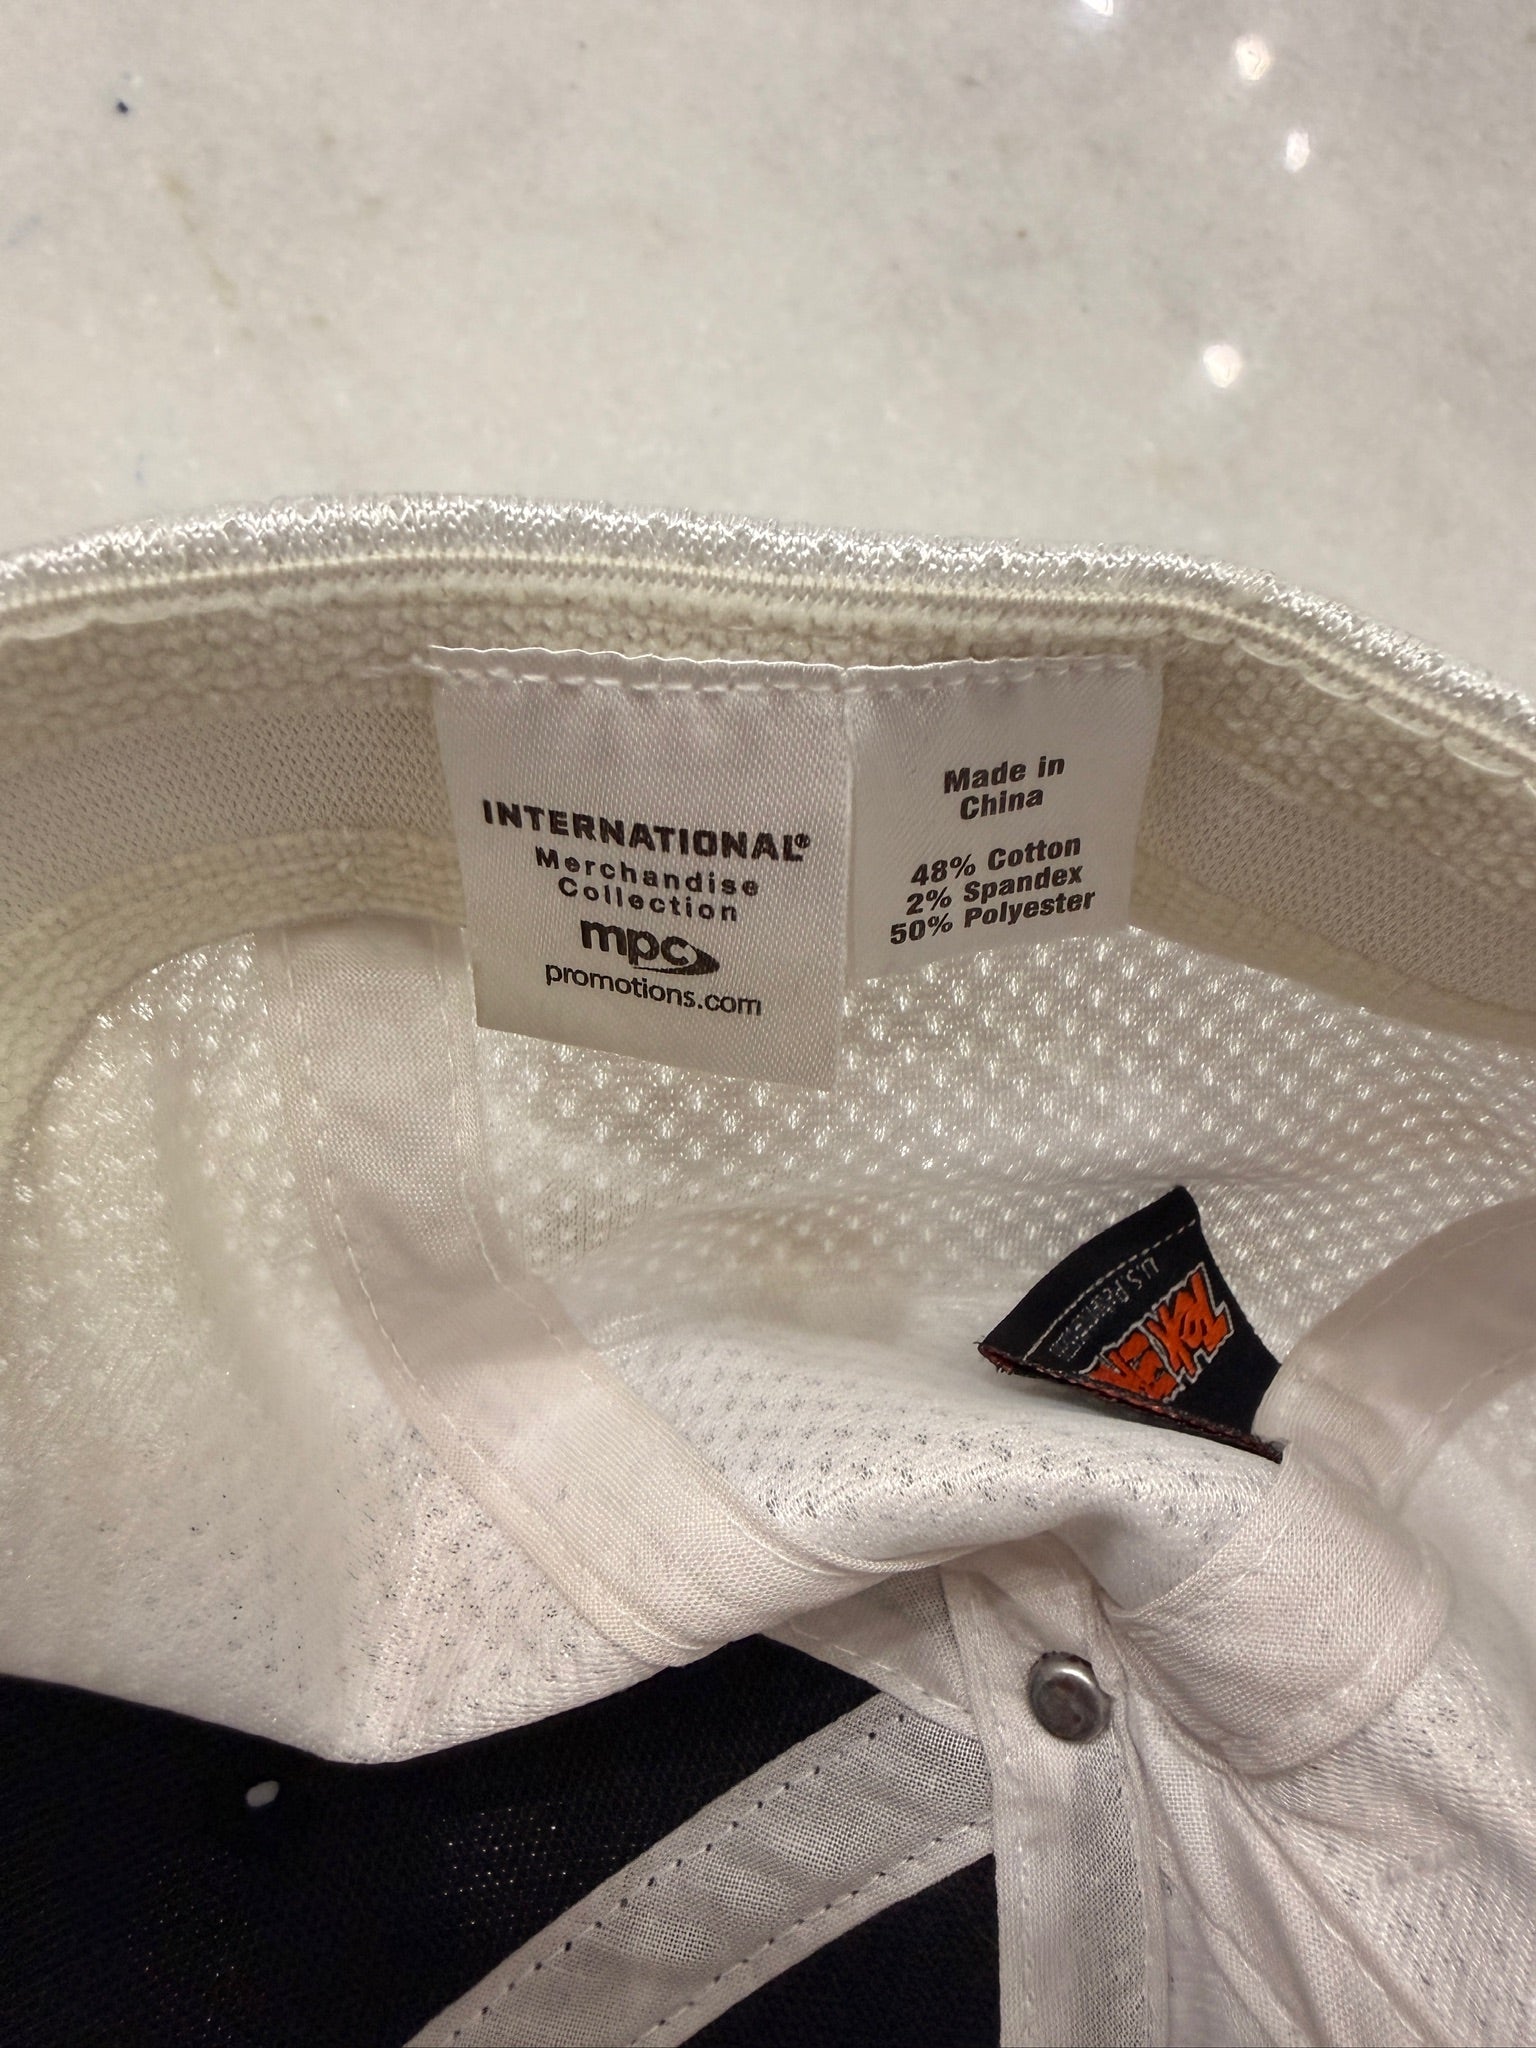 INTERNATIONAL®
Merchandise
Collection
mpc
promotions.com
Made in
China
48% Cotton
2% Spandex
50% Polyester
U.S.